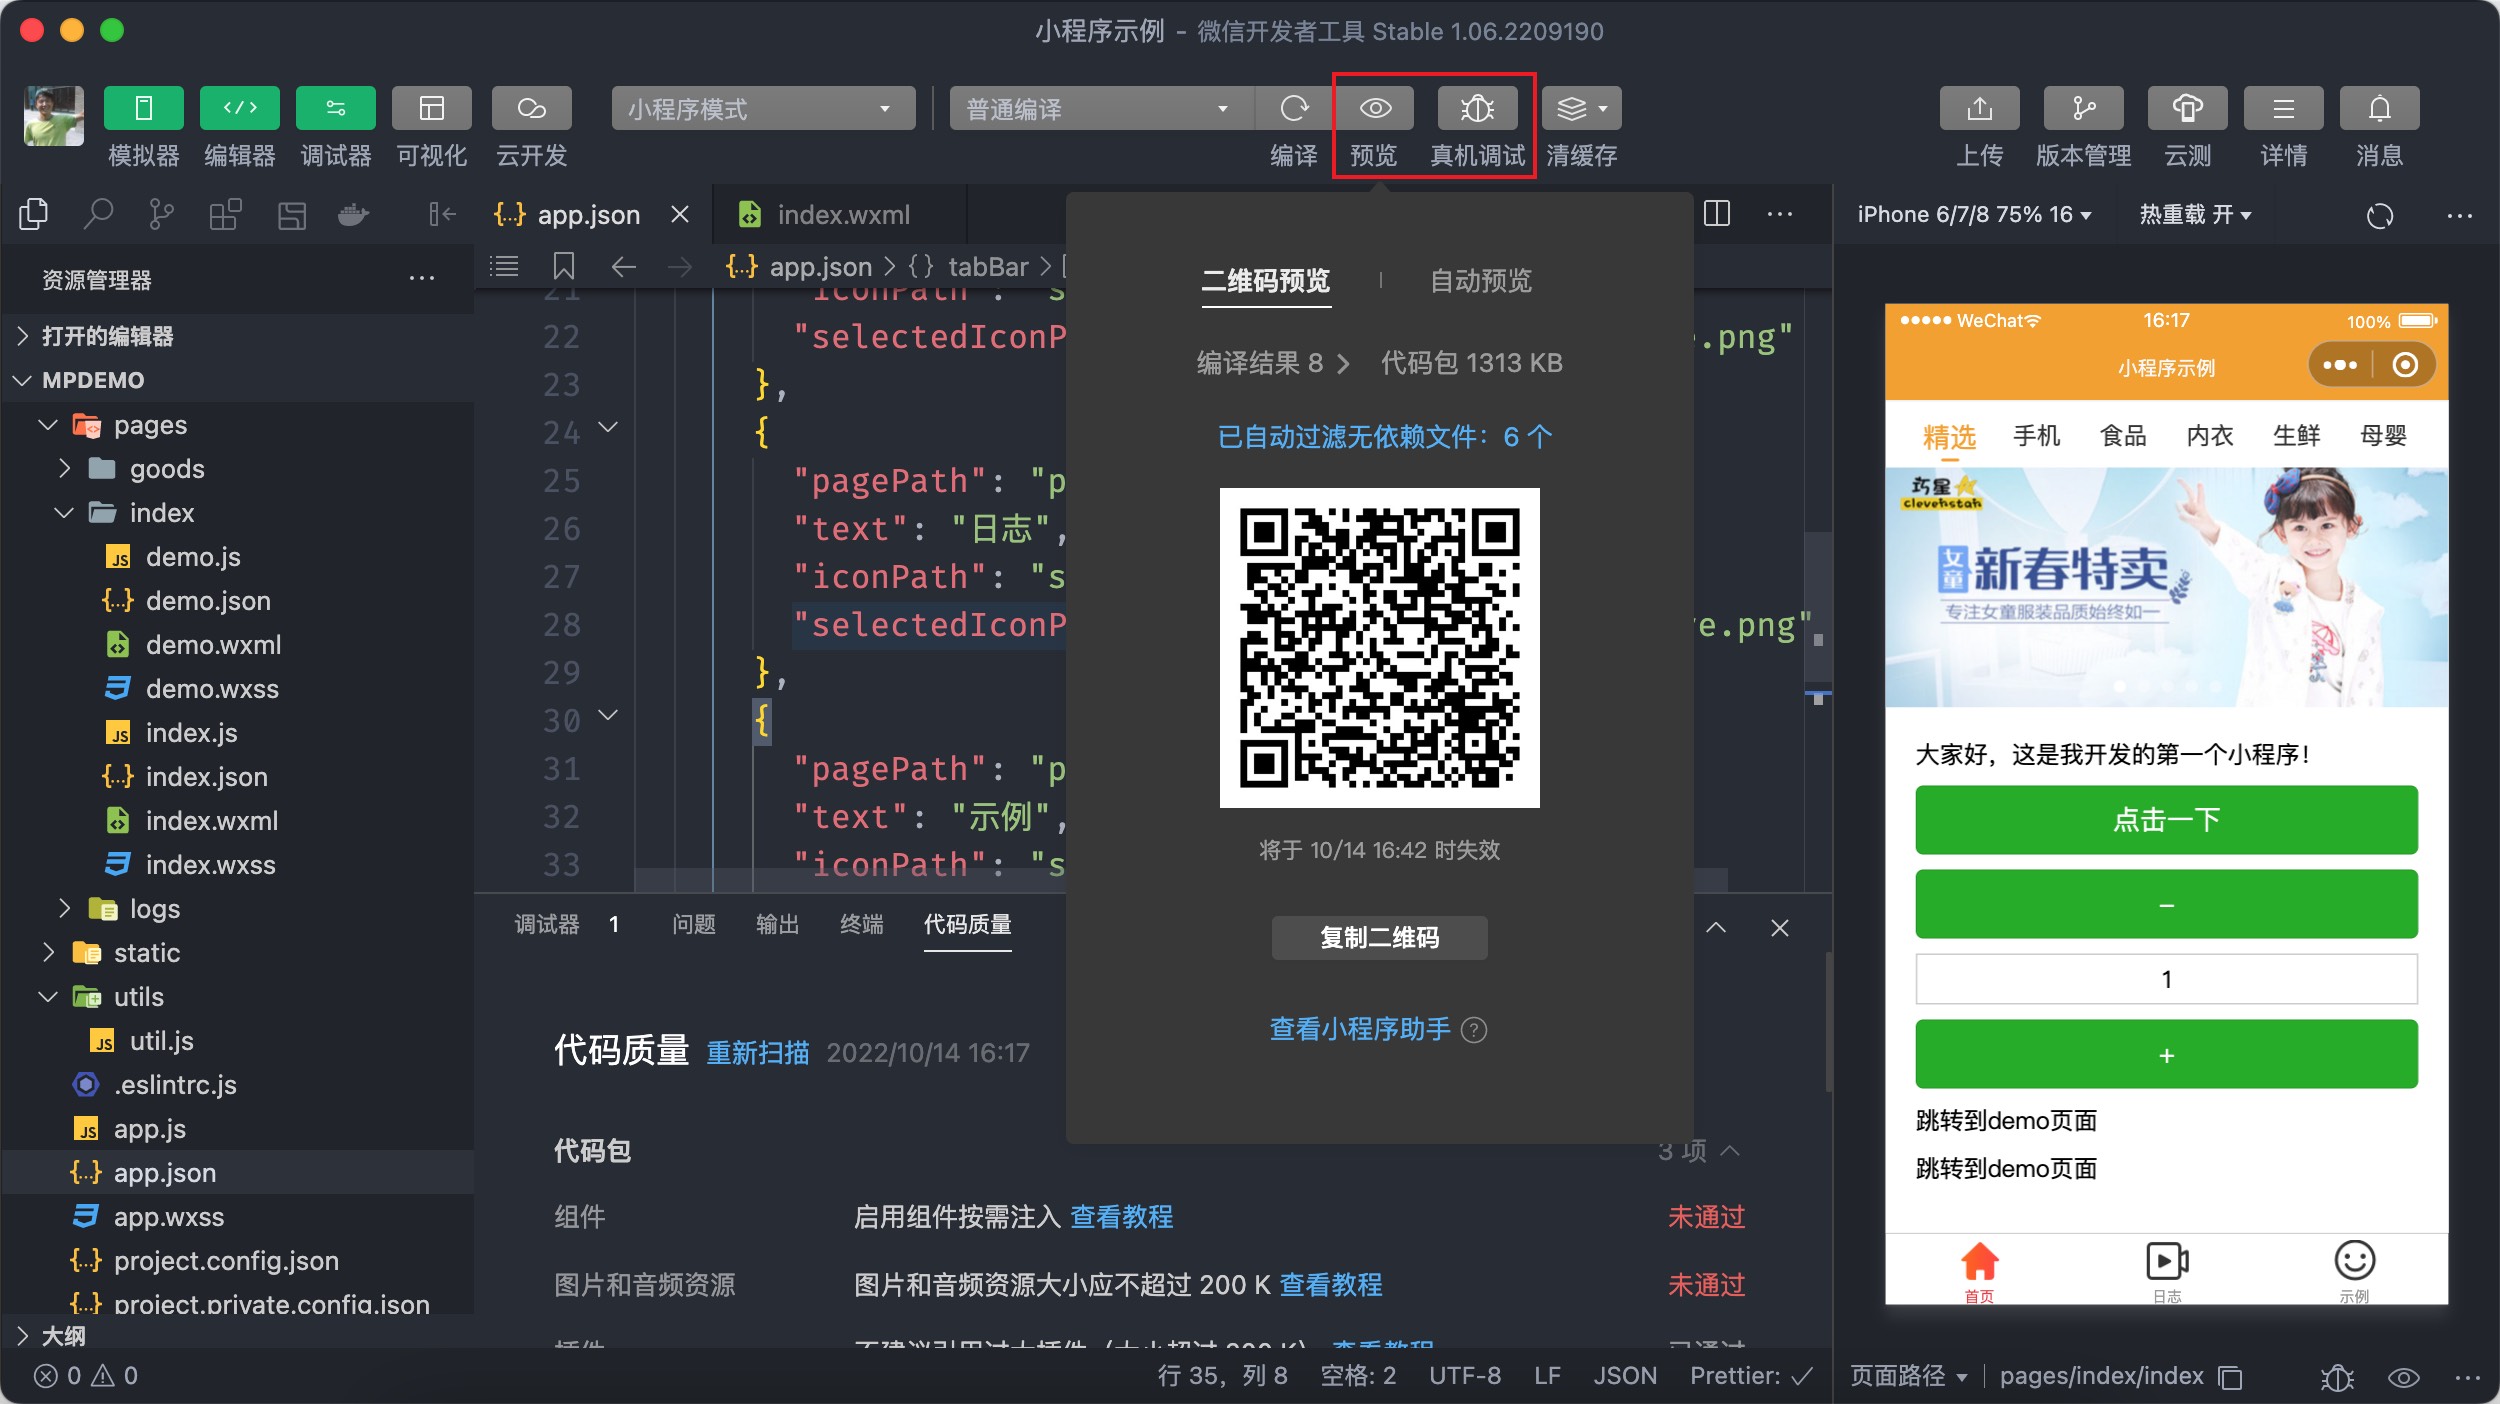 小程序示例 - 微信开发者工具 Stable 1.06.2209190
小程序模式
普通编译
模拟器 编辑器 调试器 可视化 云开发
编译 预览 真机调试 清缓存
上传 版本管理 云测 详情 消息
app.json
index.wxml
iPhone 6/7/8 75% 16
热重载 开
资源管理器
打开的编辑器
MPDEMO
pages
goods
index
demo.js
demo.json
demo.wxml
demo.wxss
index.js
index.json
index.wxml
index.wxss
logs
static
utils
util.js
.eslintrc.js
app.js
app.json
app.wxss
project.config.json
project.private.config.json
大纲
app.json > {} tabBar >
21 "iconPath": "s
22 "selectedIconP .png"
23 },
24 {
25 "pagePath": "p
26 "text": "日志",
27 "iconPath": "s
28 "selectedIconP e.png"
29 },
30 {
31 "pagePath": "p
32 "text": "示例",
33 "iconPath": "s
二维码预览 | 自动预览
编译结果 8 > 代码包 1313 KB
已自动过滤无依赖文件：6 个
将于 10/14 16:42 时失效
复制二维码
查看小程序助手 ?
调试器 1 问题 输出 终端 代码质量
代码质量 重新扫描 2022/10/14 16:17
代码包
3 项
组件 启用组件按需注入 查看教程 未通过
图片和音频资源 图片和音频资源大小应不超过 200 K 查看教程 未通过
WeChat 16:17 100%
小程序示例
精选 手机 食品 内衣 生鲜 母婴
巧星
clevehstah
女童 新春特卖
专注女童服装品质始终如一
大家好，这是我开发的第一个小程序！
点击一下
−
1
+
跳转到demo页面
跳转到demo页面
首页 日志 示例
0 0
行 35，列 8 空格: 2 UTF-8 LF JSON Prettier: ✓
页面路径 | pages/index/index